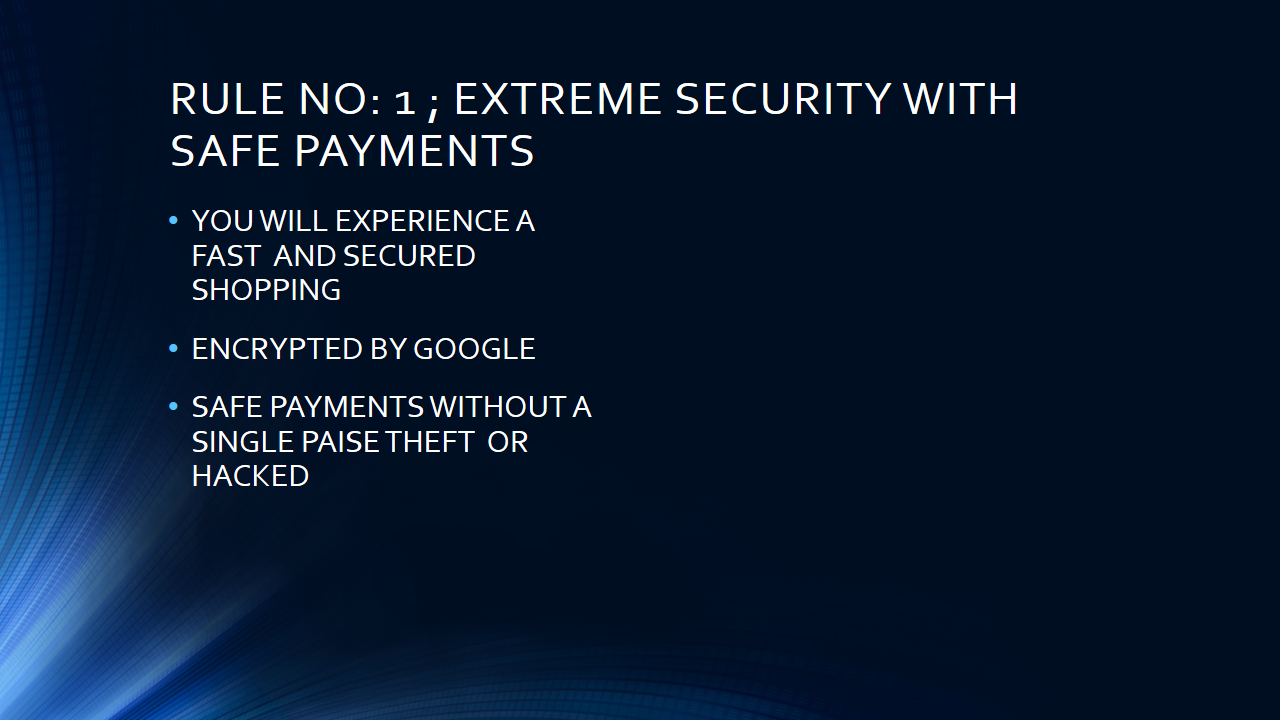 RULE NO: 1 ; EXTREME SECURITY WITH
SAFE PAYMENTS
• YOU WILL EXPERIENCE A
FAST  AND SECURED
SHOPPING
• ENCRYPTED BY GOOGLE
• SAFE PAYMENTS WITHOUT A
SINGLE PAISE THEFT  OR
HACKED